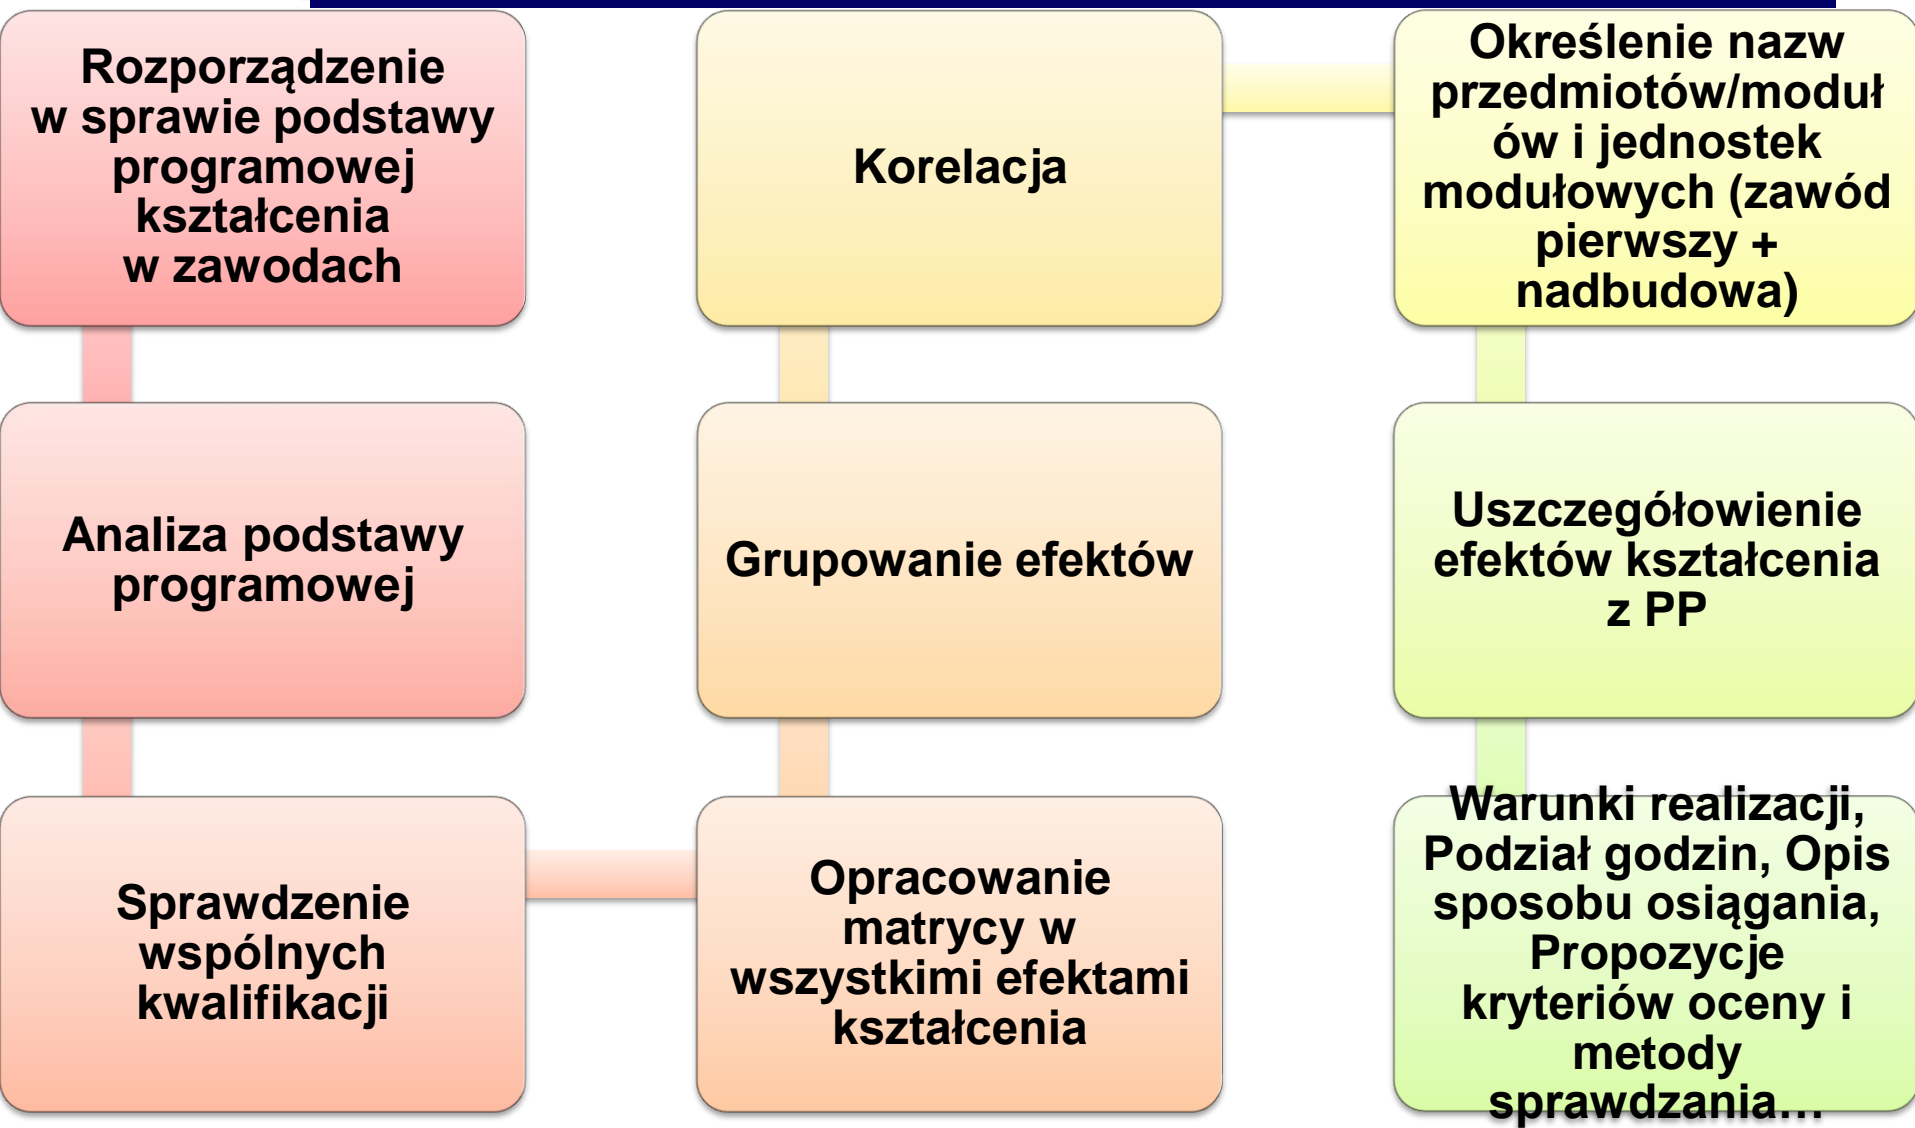 Rozporządzenie
w sprawie podstawy
programowej
kształcenia
w zawodach
Analiza podstawy
programowej
Sprawdzenie
wspólnych
kwalifikacji
Opracowanie
matrycy w
wszystkimi efektami
kształcenia
Grupowanie efektów
Korelacja
Określenie nazw
przedmiotów/moduł
ów i jednostek
modułowych (zawód
pierwszy +
nadbudowa)
Uszczegółowienie
efektów kształcenia
z PP
Warunki realizacji,
Podział godzin, Opis
sposobu osiągania,
Propozycje
kryteriów oceny i
metody
sprawdzania…